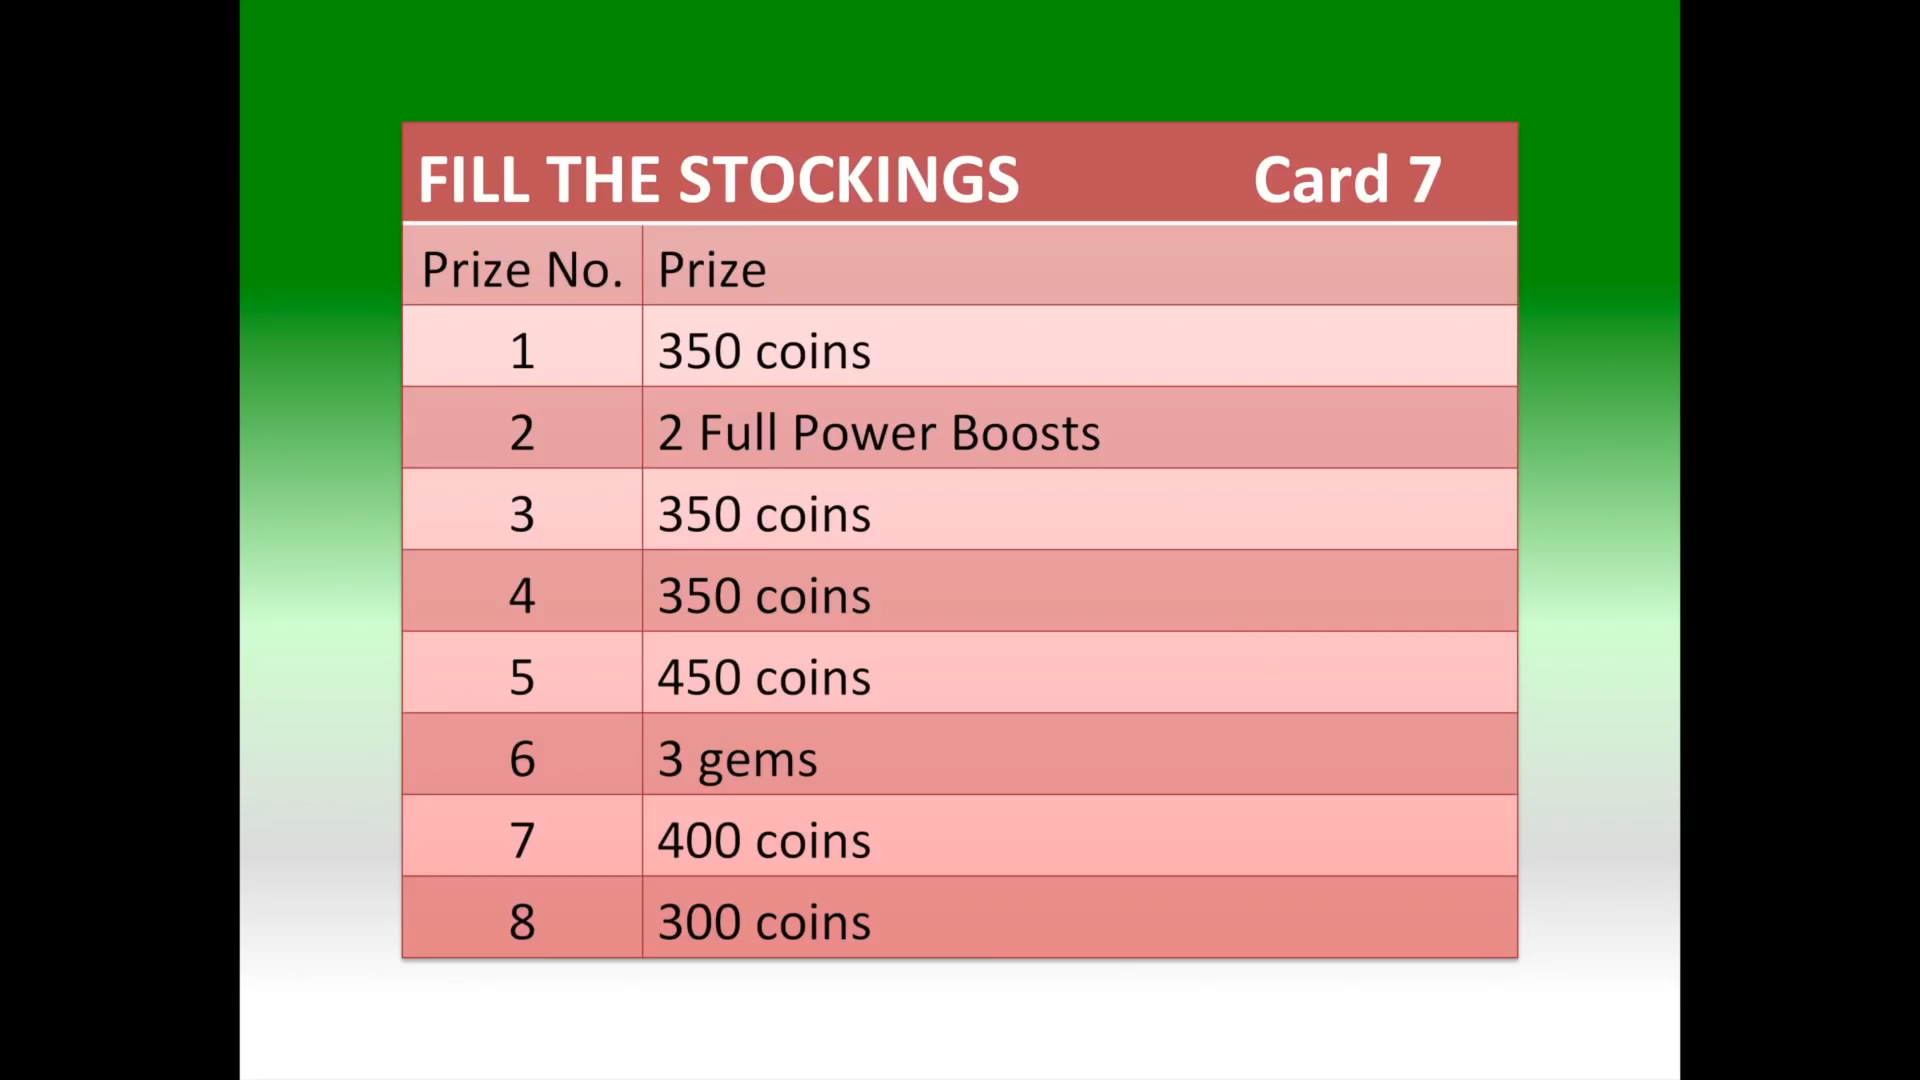 FILL THE STOCKINGS Card 7
Prize No. Prize
1 350 coins
2 2 Full Power Boosts
3 350 coins
4 350 coins
5 450 coins
6 3 gems
7 400 coins
8 300 coins